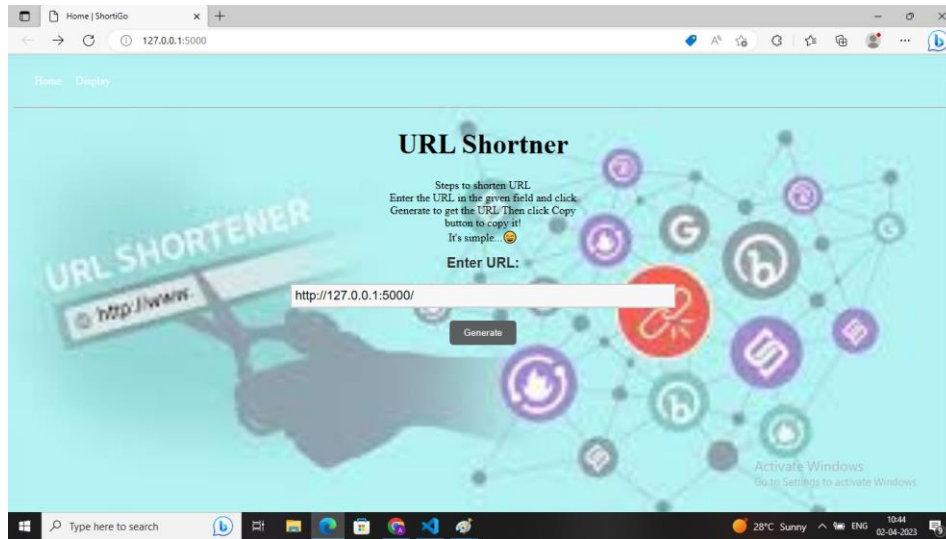 Home | ShortiGo
127.0.0.1:5000
Home Display
URL Shortner
Steps to shorten URL
Enter the URL in the given field and click
Generate to get the URL Then click Copy
button to copy it!
It's simple...
Enter URL:
http://127.0.0.1:5000/
Generate
URL SHORTENER
http://www.
G
b
b
b
Activate Windows
Go to Settings to activate Windows.
Type here to search
28°C Sunny
ENG
10:44
02-04-2023